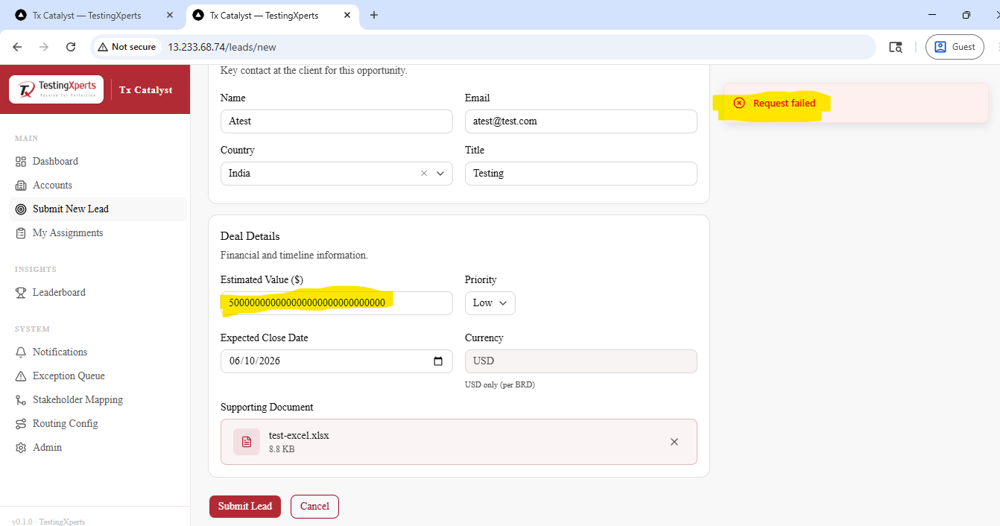 Tx Catalyst — TestingXperts
Tx Catalyst — TestingXperts
Not secure
13.233.68.74/leads/new
Guest
TestingXperts
Passion For Perfection
Tx Catalyst
MAIN
Dashboard
Accounts
Submit New Lead
My Assignments
INSIGHTS
Leaderboard
SYSTEM
Notifications
Exception Queue
Stakeholder Mapping
Routing Config
Admin
v0.1.0 · TestingXperts
Key contact at the client for this opportunity.
Name
Email
Atest
atest@test.com
Country
Title
India
Testing
Deal Details
Financial and timeline information.
Estimated Value ($)
Priority
Low
Expected Close Date
Currency
06/10/2026
USD
USD only (per BRD)
Supporting Document
test-excel.xlsx
8.8 KB
Submit Lead
Cancel
Request failed